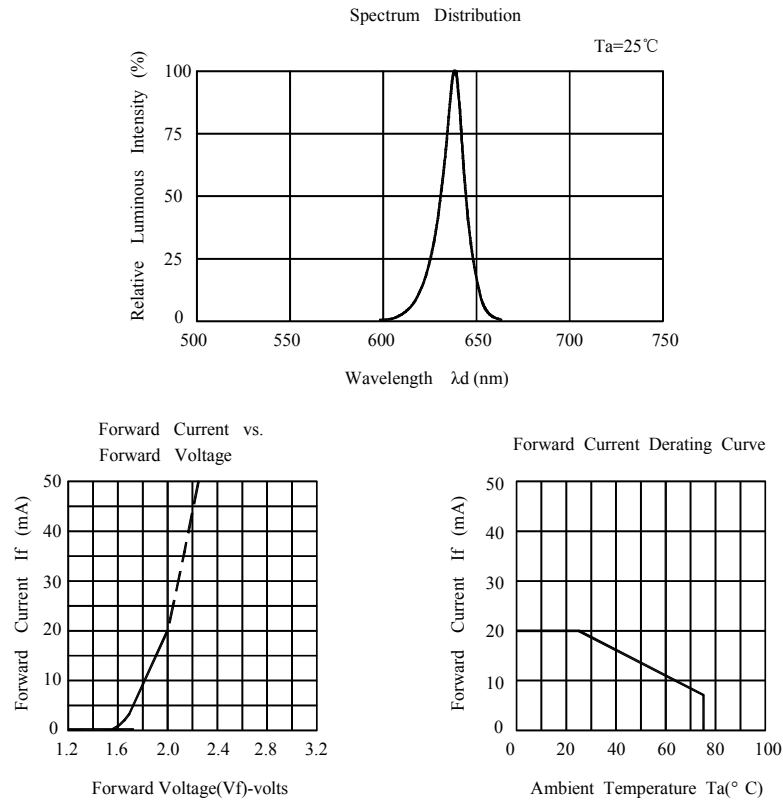 Spectrum Distribution
Ta=25℃
Relative Luminous Intensity (%)
100
75
50
25
0
500 550 600 650 700 750
Wavelength λd (nm)
Forward Current vs.
Forward Voltage
Forward Current If (mA)
50
40
30
20
10
0
1.2 1.6 2.0 2.4 2.8 3.2
Forward Voltage(Vf)-volts
Forward Current Derating Curve
Forward Current If (mA)
50
40
30
20
10
0
0 20 40 60 80 100
Ambient Temperature Ta(° C)